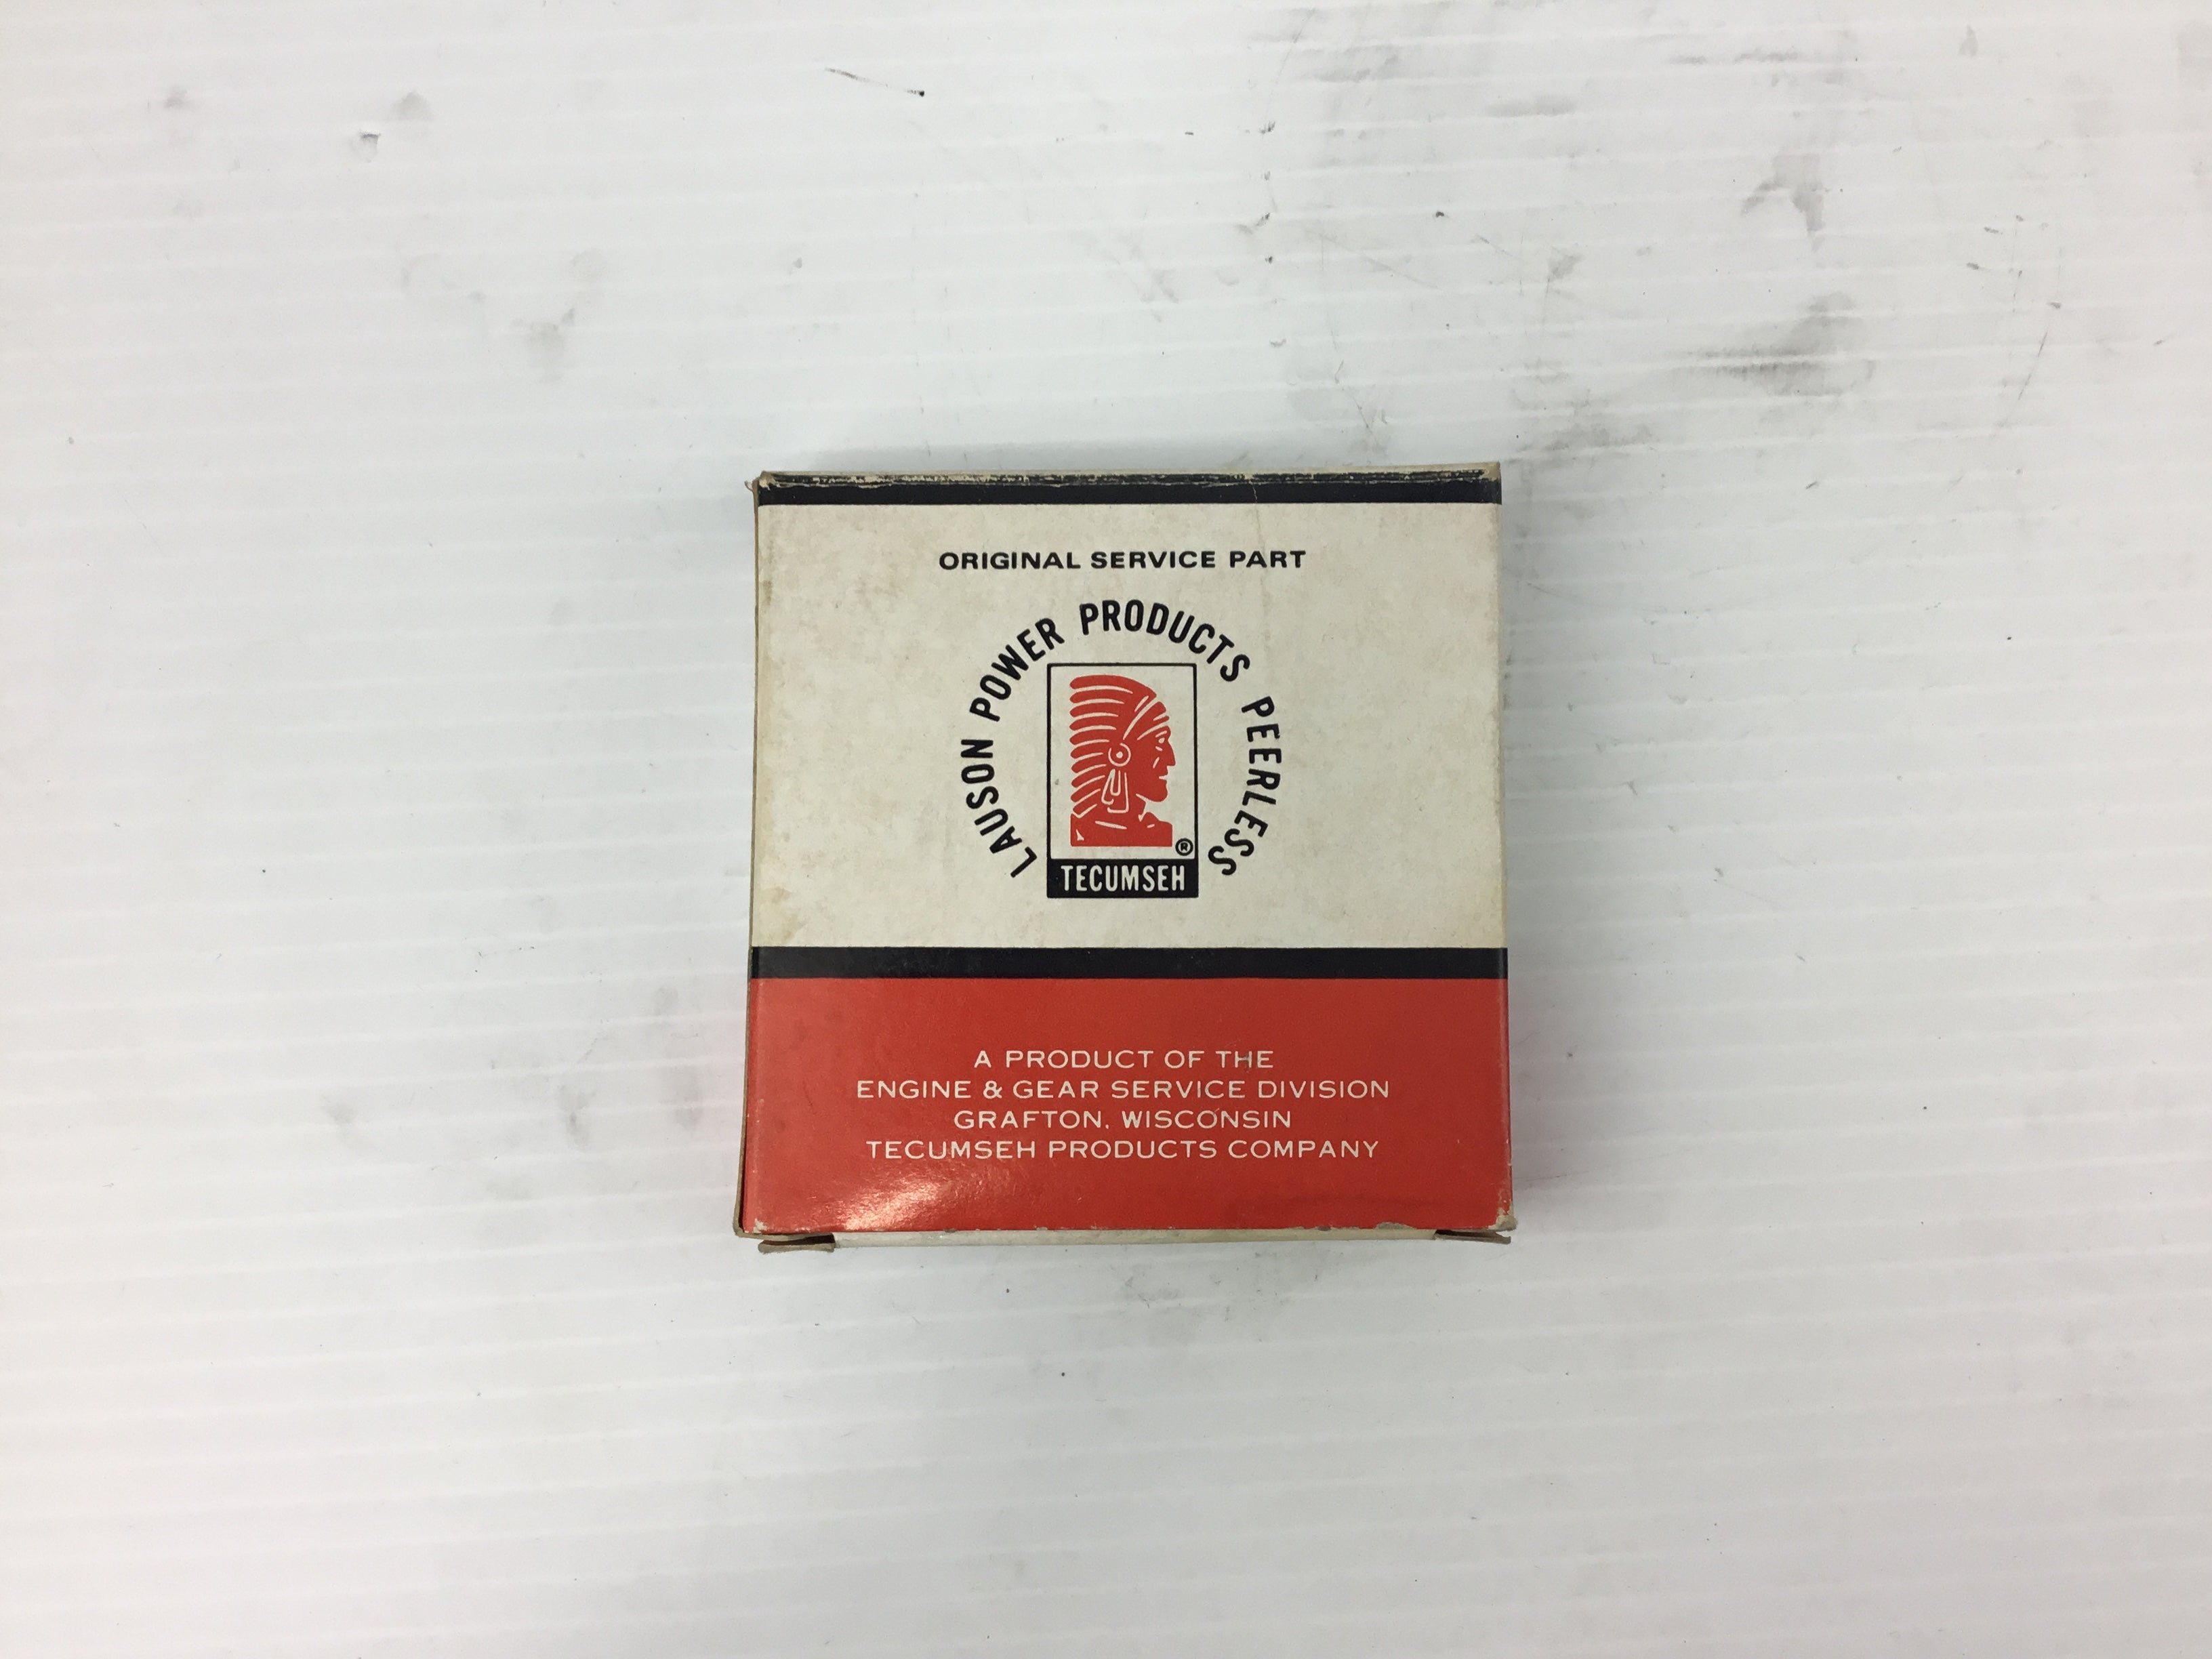 ORIGINAL SERVICE PART
LAUSON POWER PRODUCTS PEERLESS
®
TECUMSEH
A PRODUCT OF THE
ENGINE & GEAR SERVICE DIVISION
GRAFTON, WISCONSIN
TECUMSEH PRODUCTS COMPANY